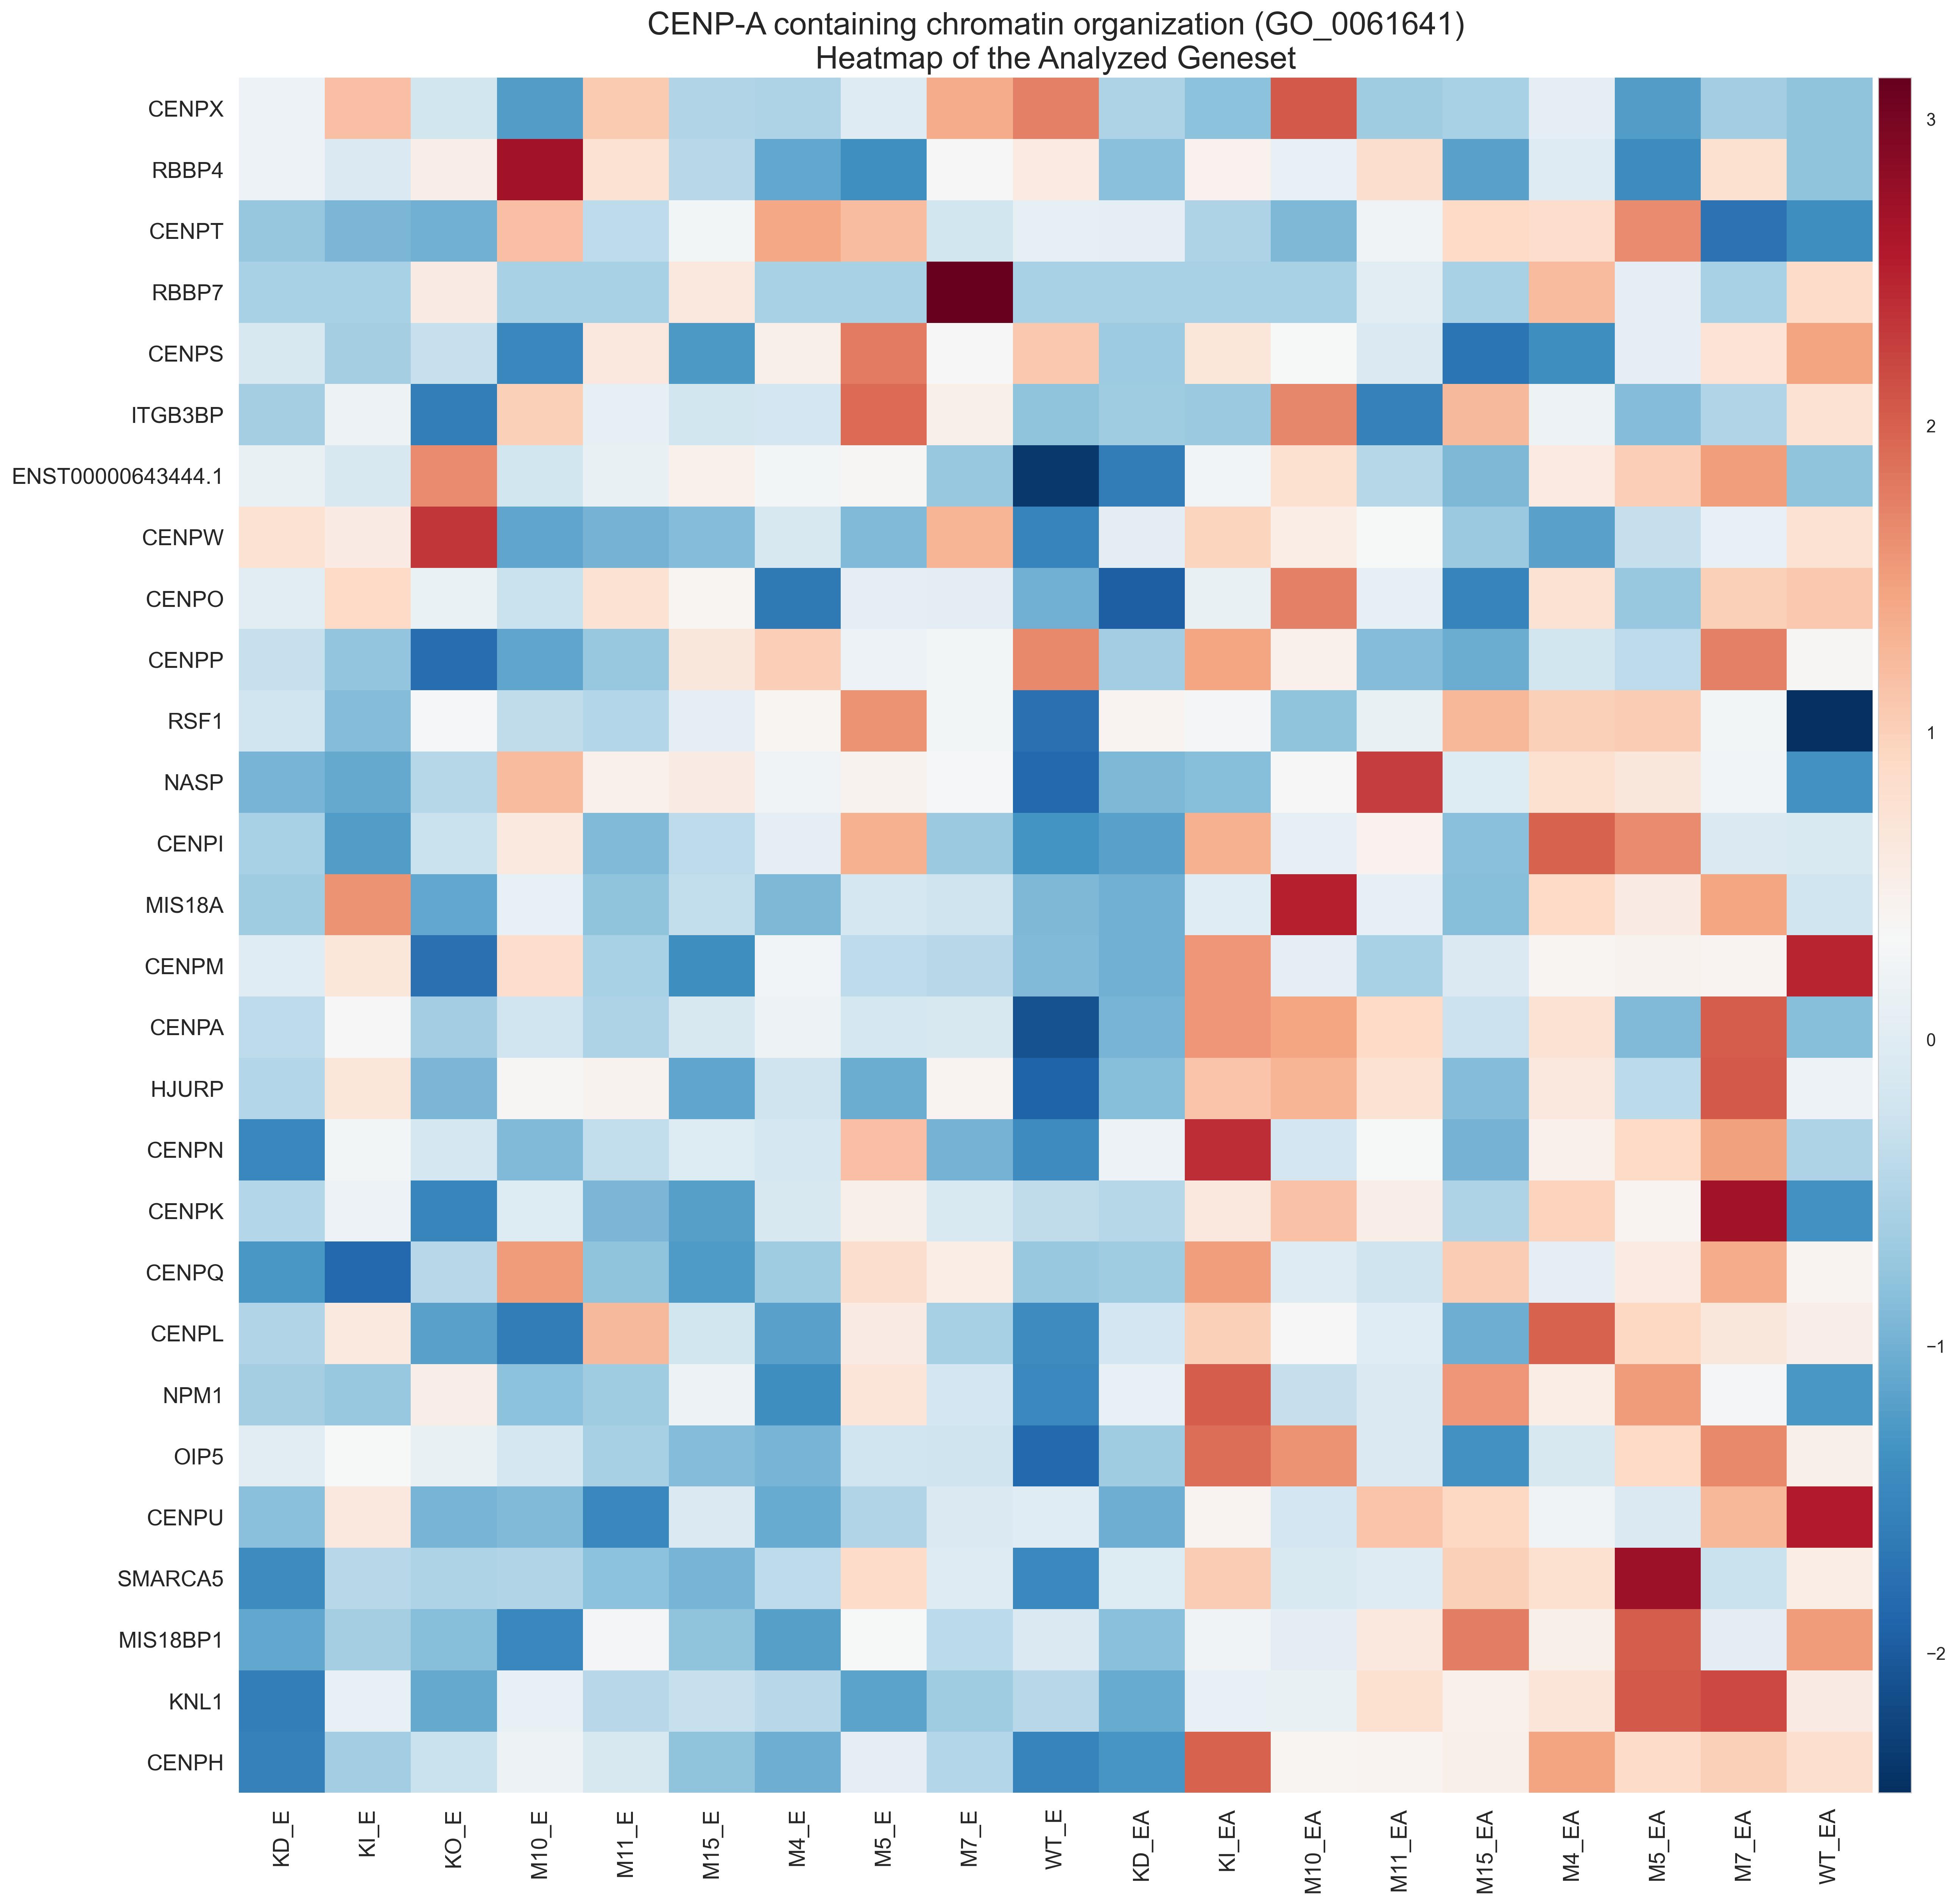 CENP-A containing chromatin organization (GO_0061641)
Heatmap of the Analyzed Geneset
CENPX
RBBP4
CENPT
RBBP7
CENPS
ITGB3BP
ENST00000643444.1
CENPW
CENPO
CENPP
RSF1
NASP
CENPI
MIS18A
CENPM
CENPA
HJURP
CENPN
CENPK
CENPQ
CENPL
NPM1
OIP5
CENPU
SMARCA5
MIS18BP1
KNL1
CENPH
KD_E
KI_E
KO_E
M10_E
M11_E
M15_E
M4_E
M5_E
M7_E
WT_E
KD_EA
KI_EA
M10_EA
M11_EA
M15_EA
M4_EA
M5_EA
M7_EA
WT_EA
3
2
1
0
−1
−2